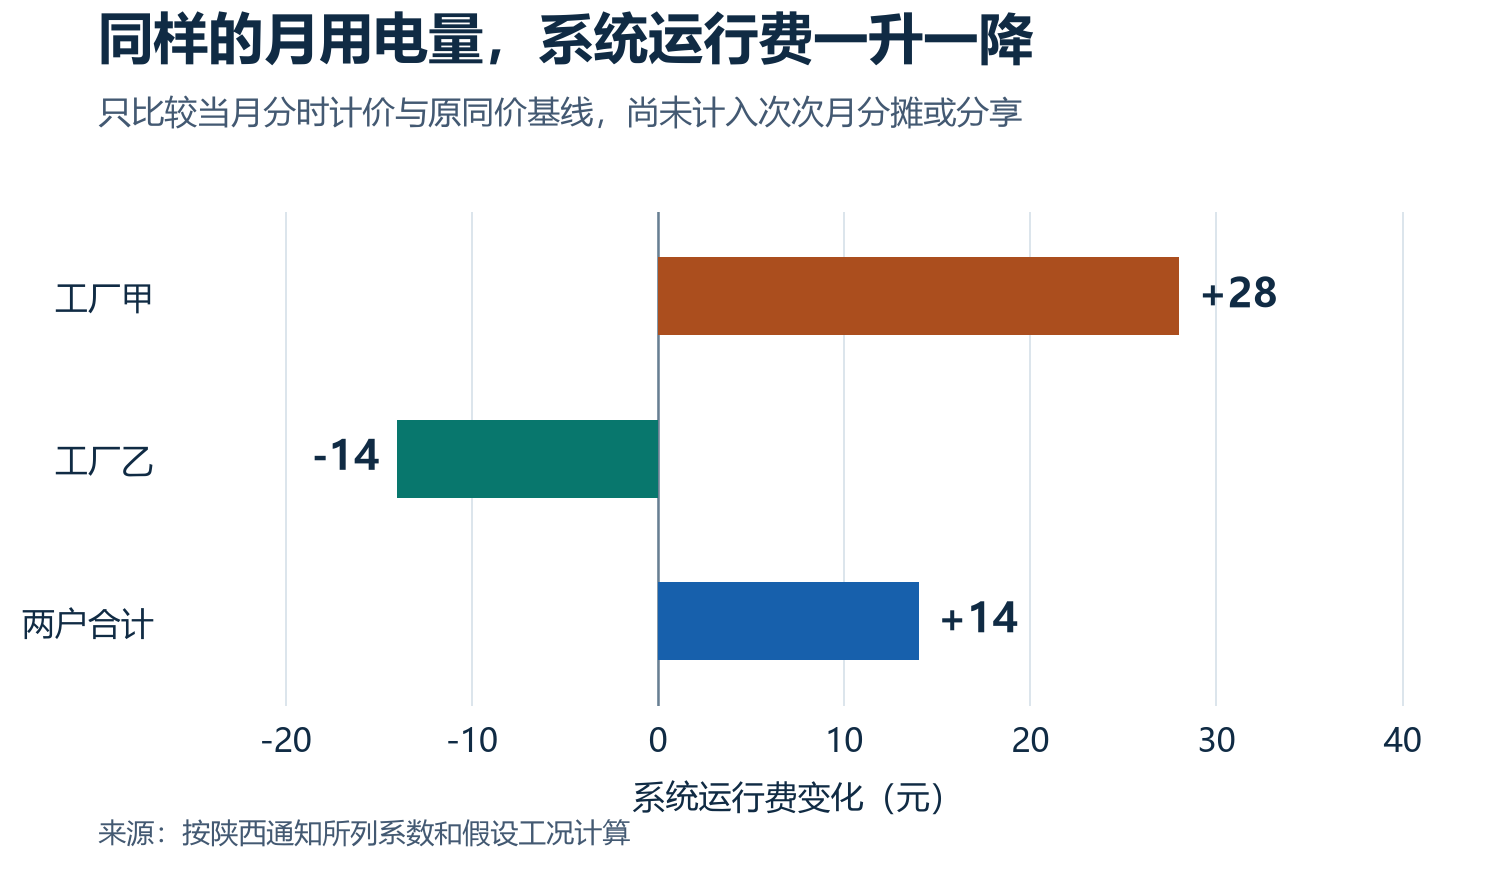 同样的月用电量，系统运行费一升一降
只比较当月分时计价与原同价基线，尚未计入次次月分摊或分享
工厂甲
+28
工厂乙
-14
两户合计
+14
-20
-10
0
10
20
30
40
系统运行费变化（元）
来源：按陕西通知所列系数和假设工况计算